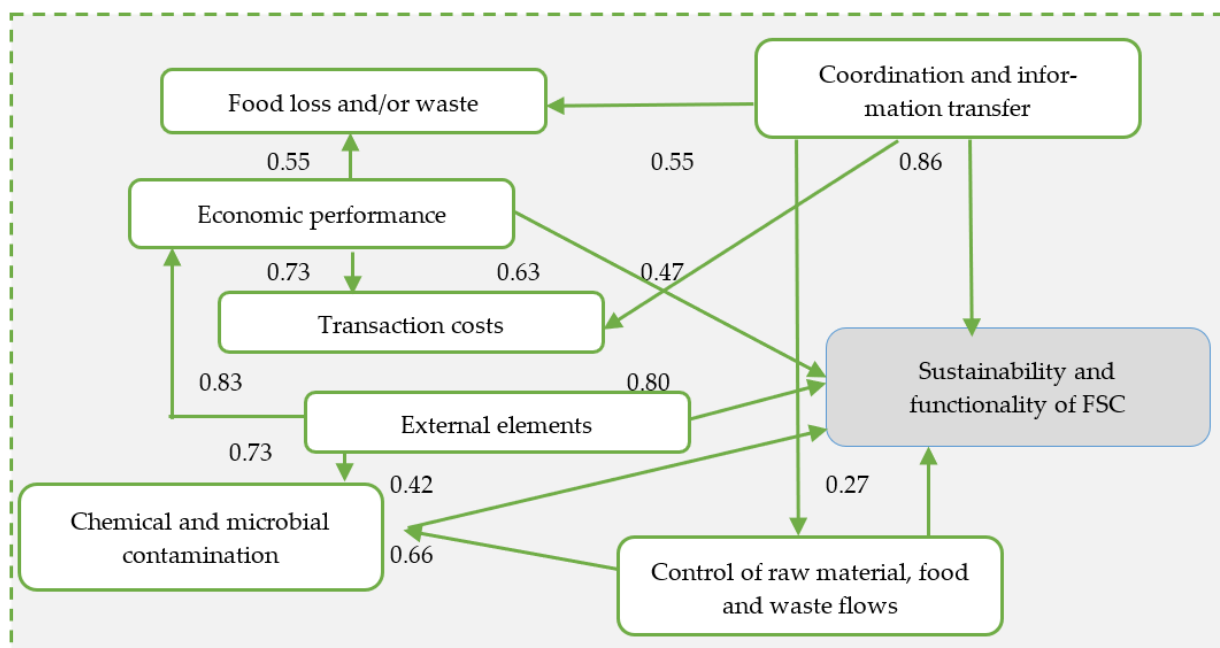 Coordination and infor-
mation transfer
Food loss and/or waste
0.55
0.55
0.86
Economic performance
0.73
0.63
0.47
Transaction costs
0.83
0.80
Sustainability and
functionality of FSC
External elements
0.73
0.42
0.27
Chemical and microbial
contamination
0.66
Control of raw material, food
and waste flows